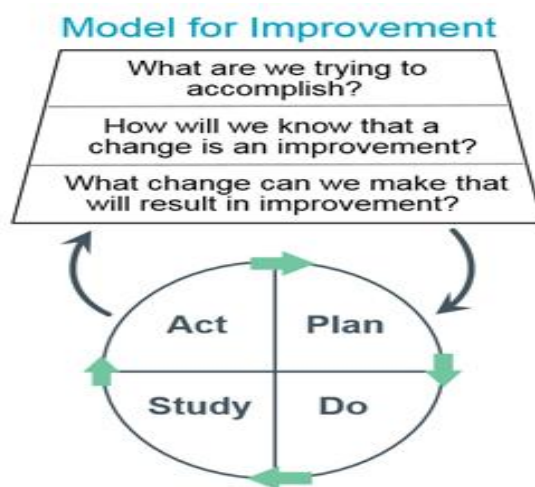 Model for Improvement
What are we trying to
accomplish?
How will we know that a
change is an improvement?
What change can we make that
will result in improvement?
Act
Plan
Study
Do